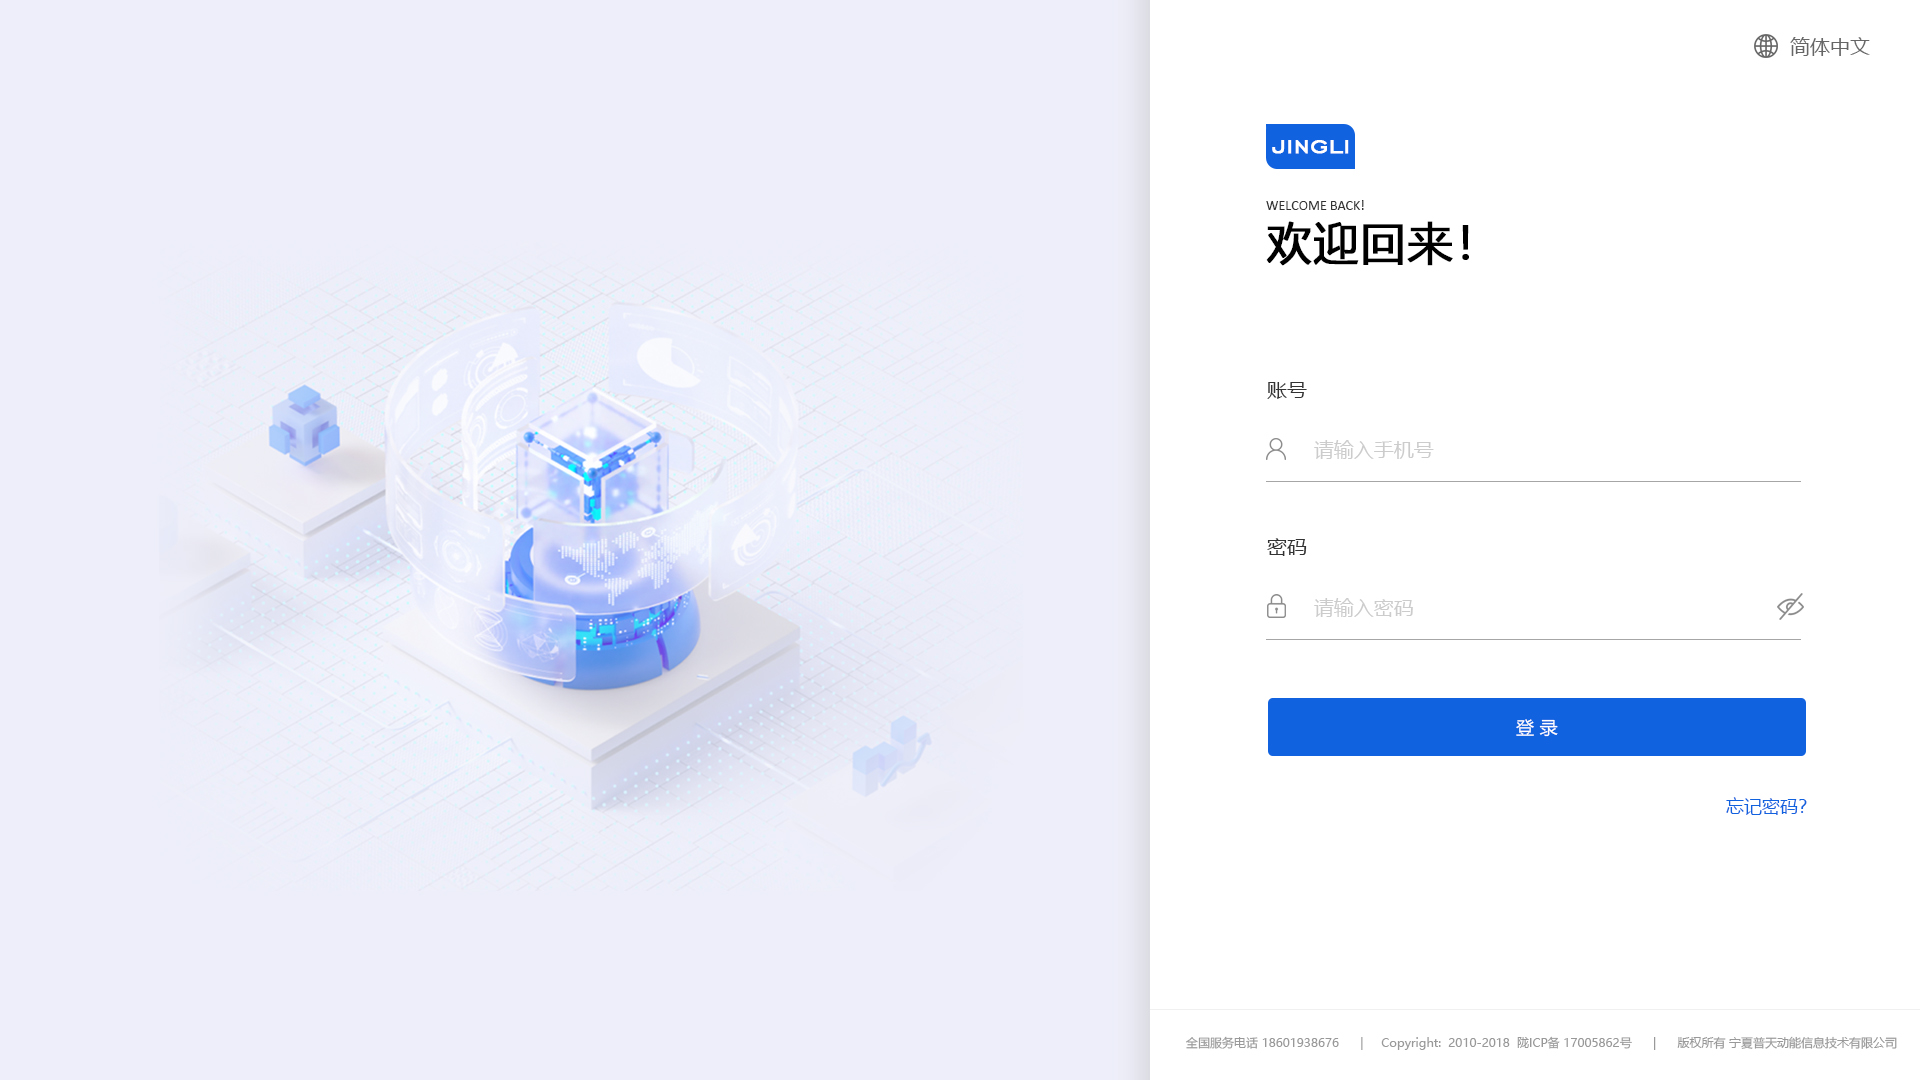 简体中文
JINGLI
WELCOME BACK!
欢迎回来!
账号
请输入手机号
密码
请输入密码
登 录
忘记密码?
全国服务电话 18601938676 | Copyright: 2010-2018 陇ICP备 17005862号 | 版权所有 宁夏普天动能信息技术有限公司